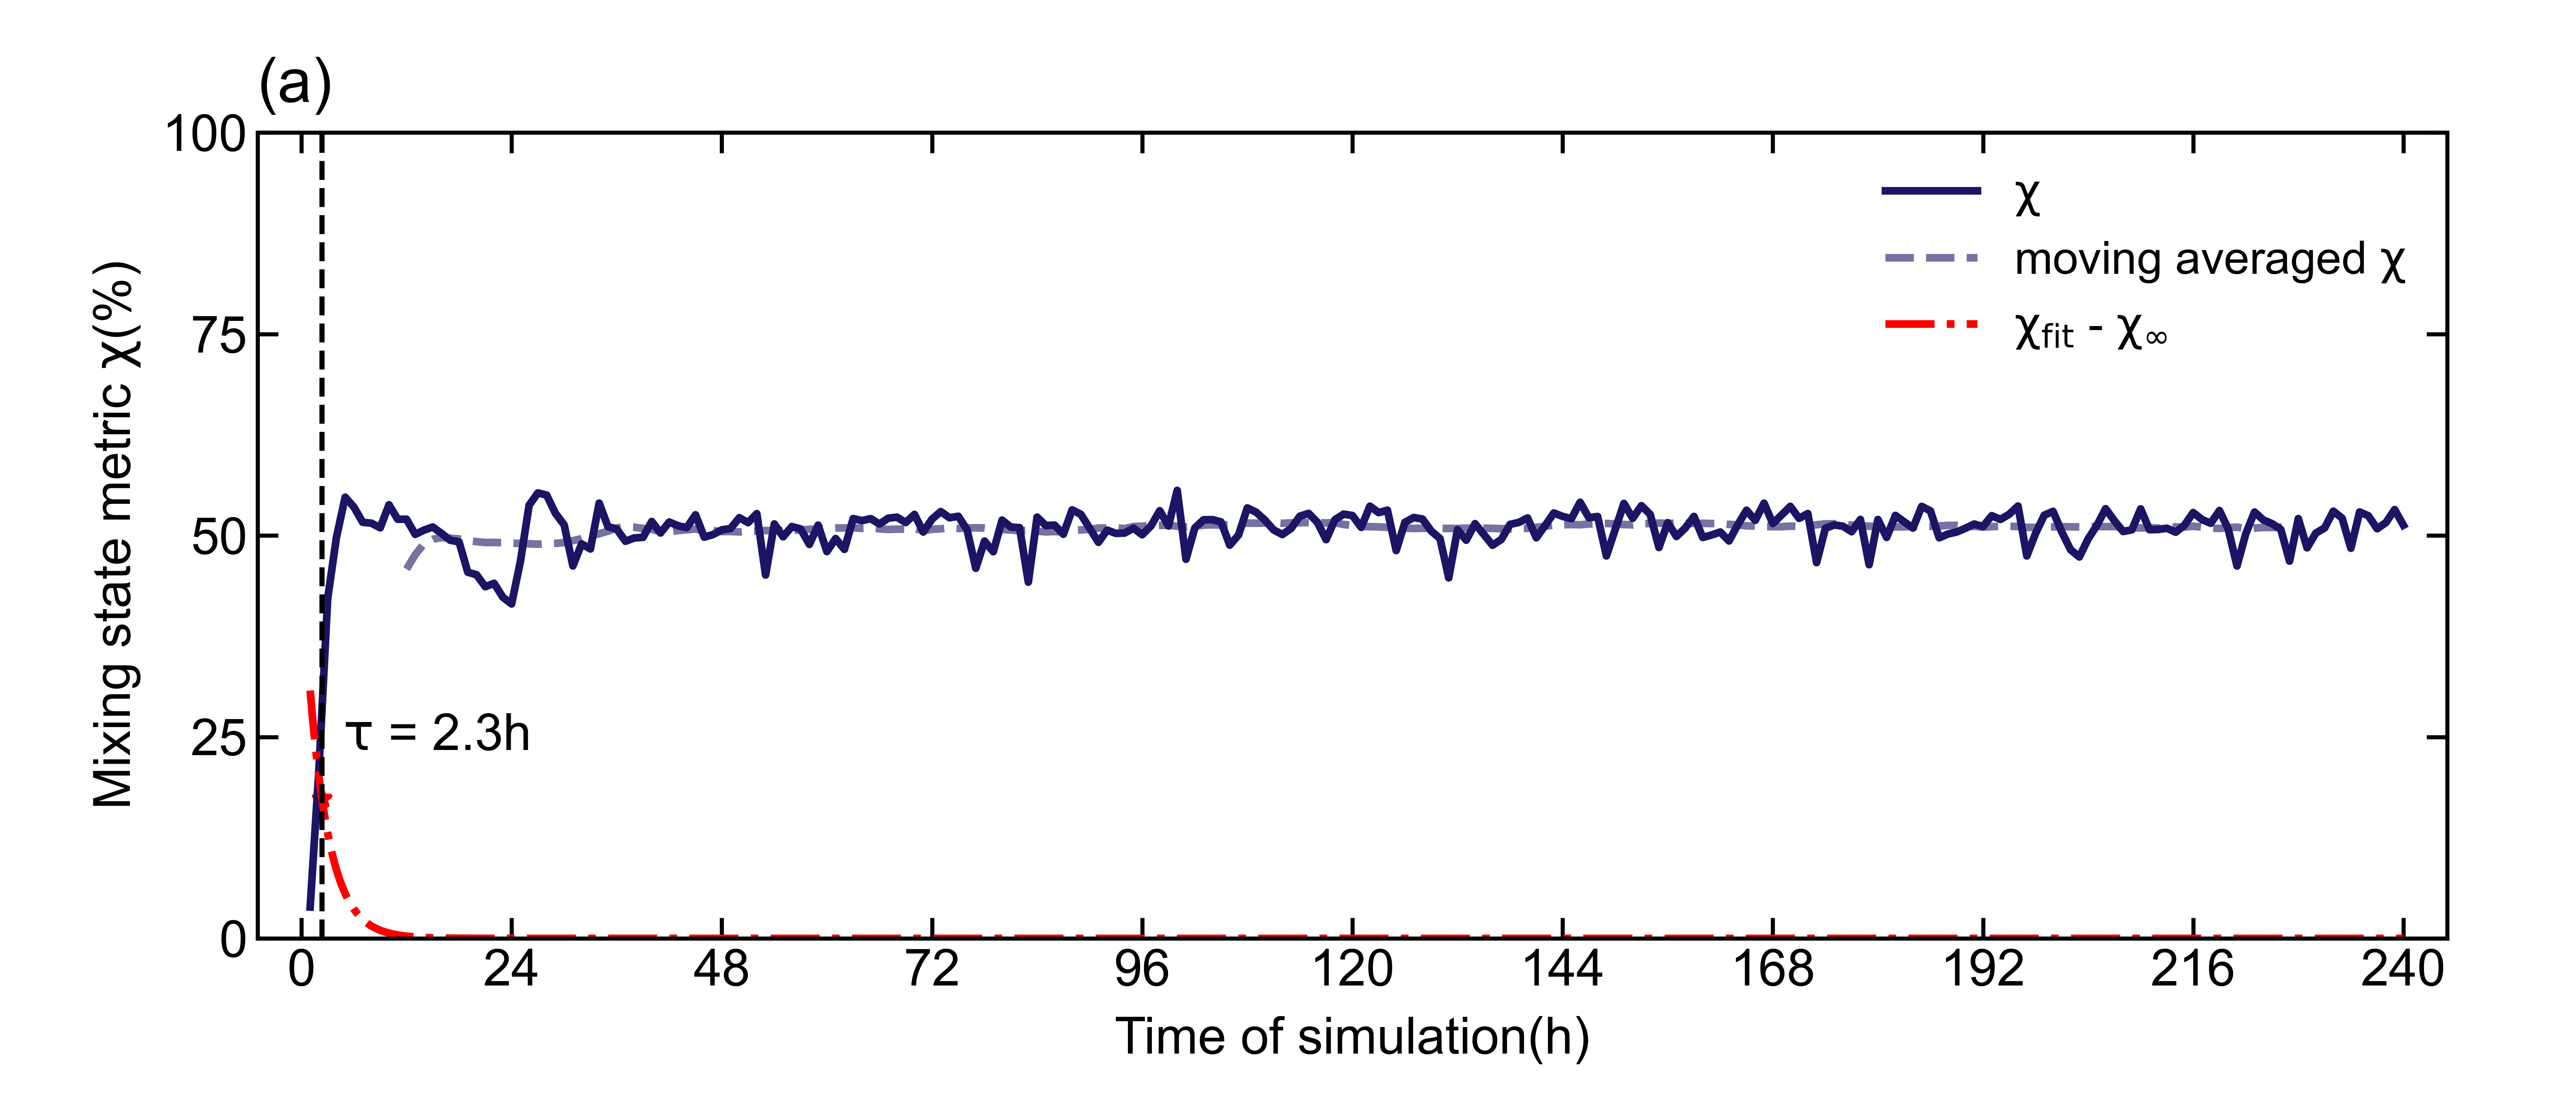 (a)
100
75
50
25
0
Mixing state metric χ(%)
χ
moving averaged χ
χfit - χ∞
τ = 2.3h
0 24 48 72 96 120 144 168 192 216 240
Time of simulation(h)